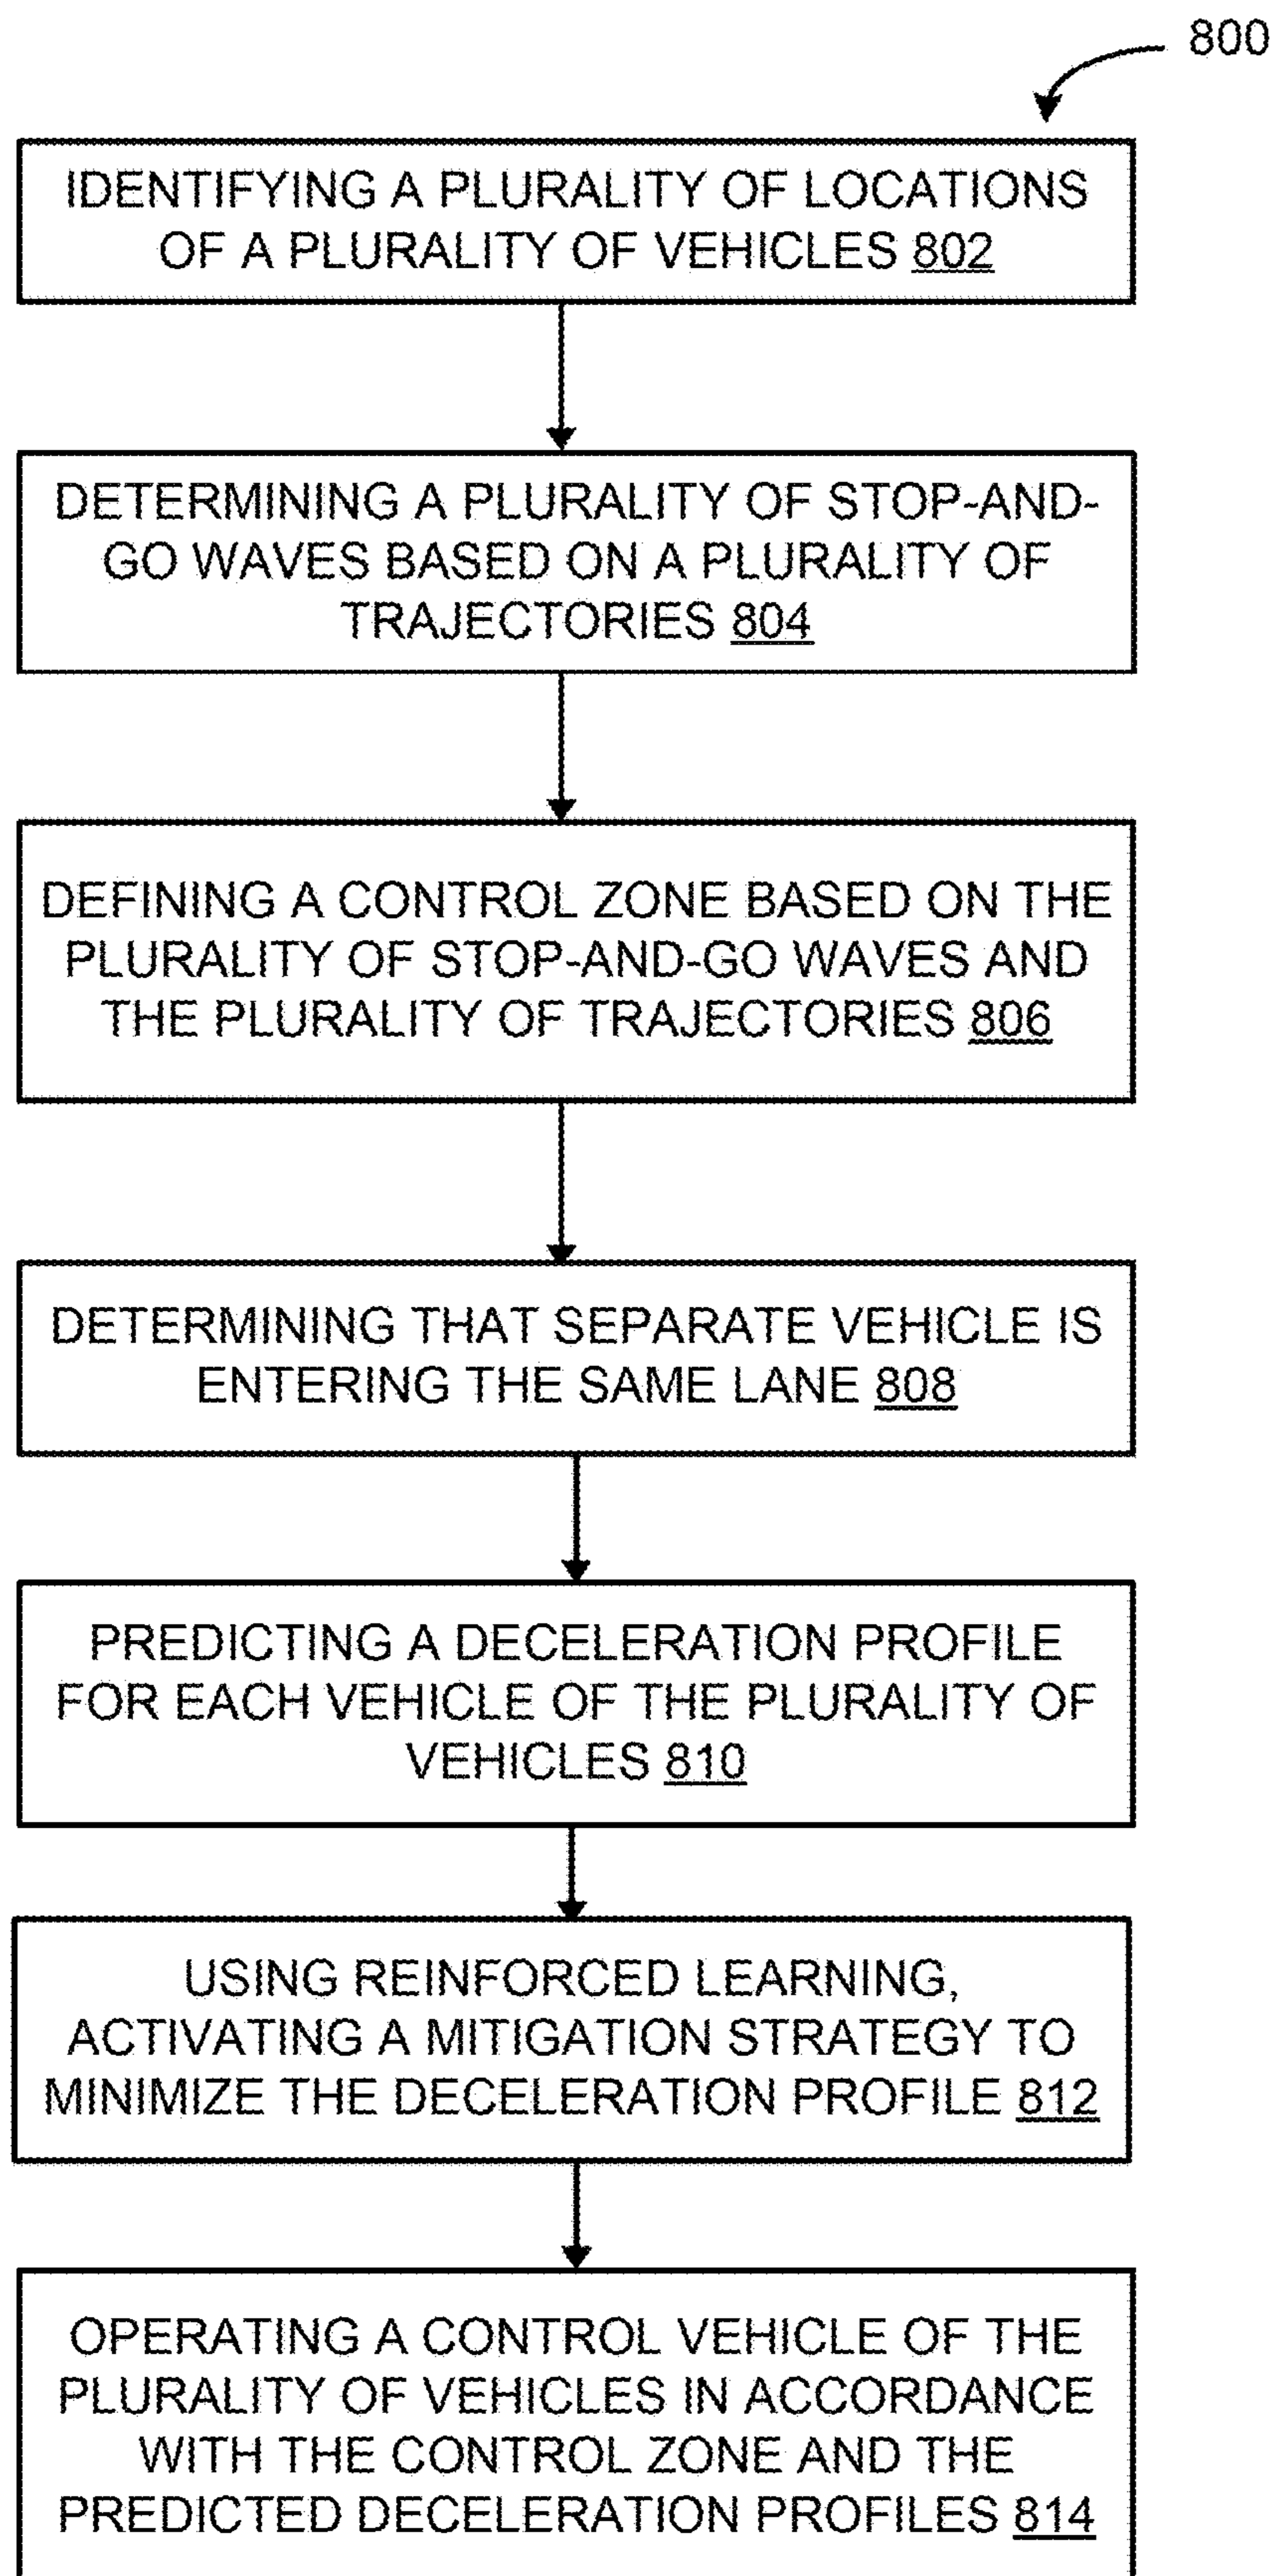 800
IDENTIFYING A PLURALITY OF LOCATIONS
OF A PLURALITY OF VEHICLES 802
DETERMINING A PLURALITY OF STOP-AND-
GO WAVES BASED ON A PLURALITY OF
TRAJECTORIES 804
DEFINING A CONTROL ZONE BASED ON THE
PLURALITY OF STOP-AND-GO WAVES AND
THE PLURALITY OF TRAJECTORIES 806
DETERMINING THAT SEPARATE VEHICLE IS
ENTERING THE SAME LANE 808
PREDICTING A DECELERATION PROFILE
FOR EACH VEHICLE OF THE PLURALITY OF
VEHICLES 810
USING REINFORCED LEARNING,
ACTIVATING A MITIGATION STRATEGY TO
MINIMIZE THE DECELERATION PROFILE 812
OPERATING A CONTROL VEHICLE OF THE
PLURALITY OF VEHICLES IN ACCORDANCE
WITH THE CONTROL ZONE AND THE
PREDICTED DECELERATION PROFILES 814